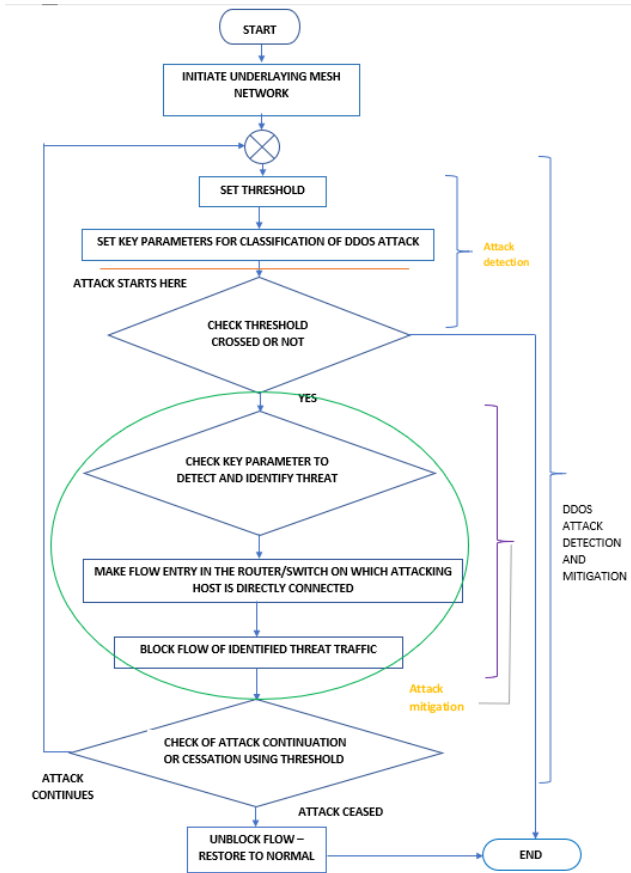 START
INITIATE UNDERLAYING MESH
NETWORK
SET THRESHOLD
SET KEY PARAMETERS FOR CLASSIFICATION OF DDOS ATTACK
Attack
detection
ATTACK STARTS HERE
CHECK THRESHOLD
CROSSED OR NOT
YES
CHECK KEY PARAMETER TO
DETECT AND IDENTIFY THREAT
DDOS
ATTACK
DETECTION
AND
MITIGATION
MAKE FLOW ENTRY IN THE ROUTER/SWITCH ON WHICH ATTACKING
HOST IS DIRECTLY CONNECTED
BLOCK FLOW OF IDENTIFIED THREAT TRAFFIC
Attack
mitigation
CHECK OF ATTACK CONTINUATION
OR CESSATION USING THRESHOLD
ATTACK
CONTINUES
ATTACK CEASED
UNBLOCK FLOW –
RESTORE TO NORMAL
END